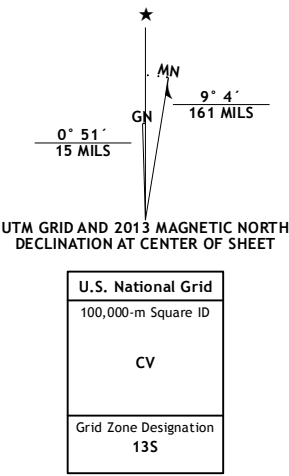 ★
MN
GN
9° 4´
161 MILS
0° 51´
15 MILS
UTM GRID AND 2013 MAGNETIC NORTH
DECLINATION AT CENTER OF SHEET
U.S. National Grid
100,000-m Square ID
CV
Grid Zone Designation
13S